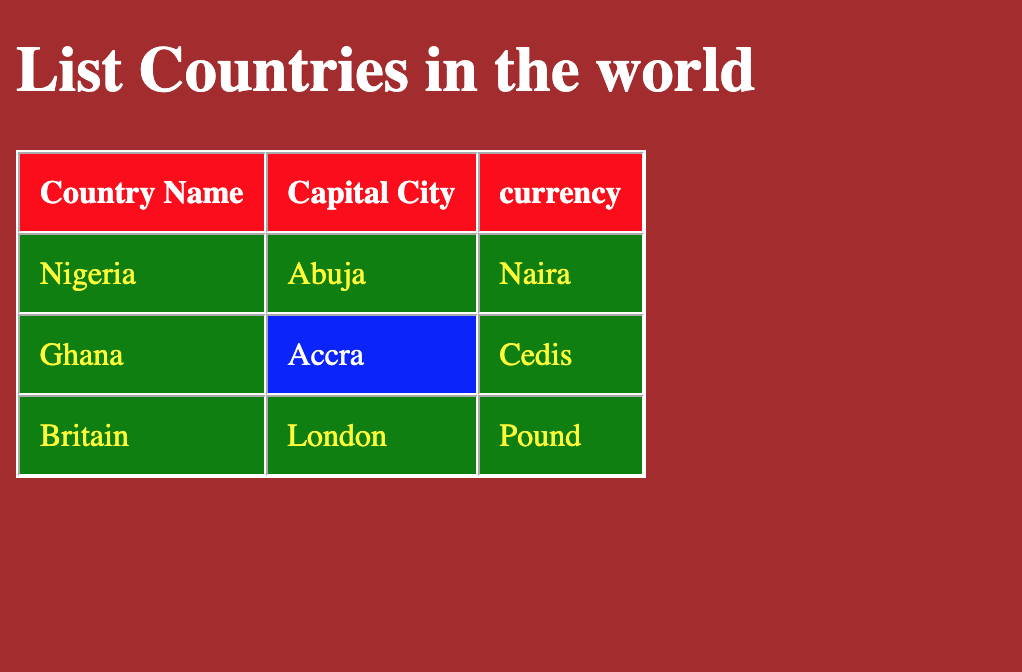 List Countries in the world
Country Name Capital City currency
Nigeria Abuja Naira
Ghana Accra Cedis
Britain London Pound